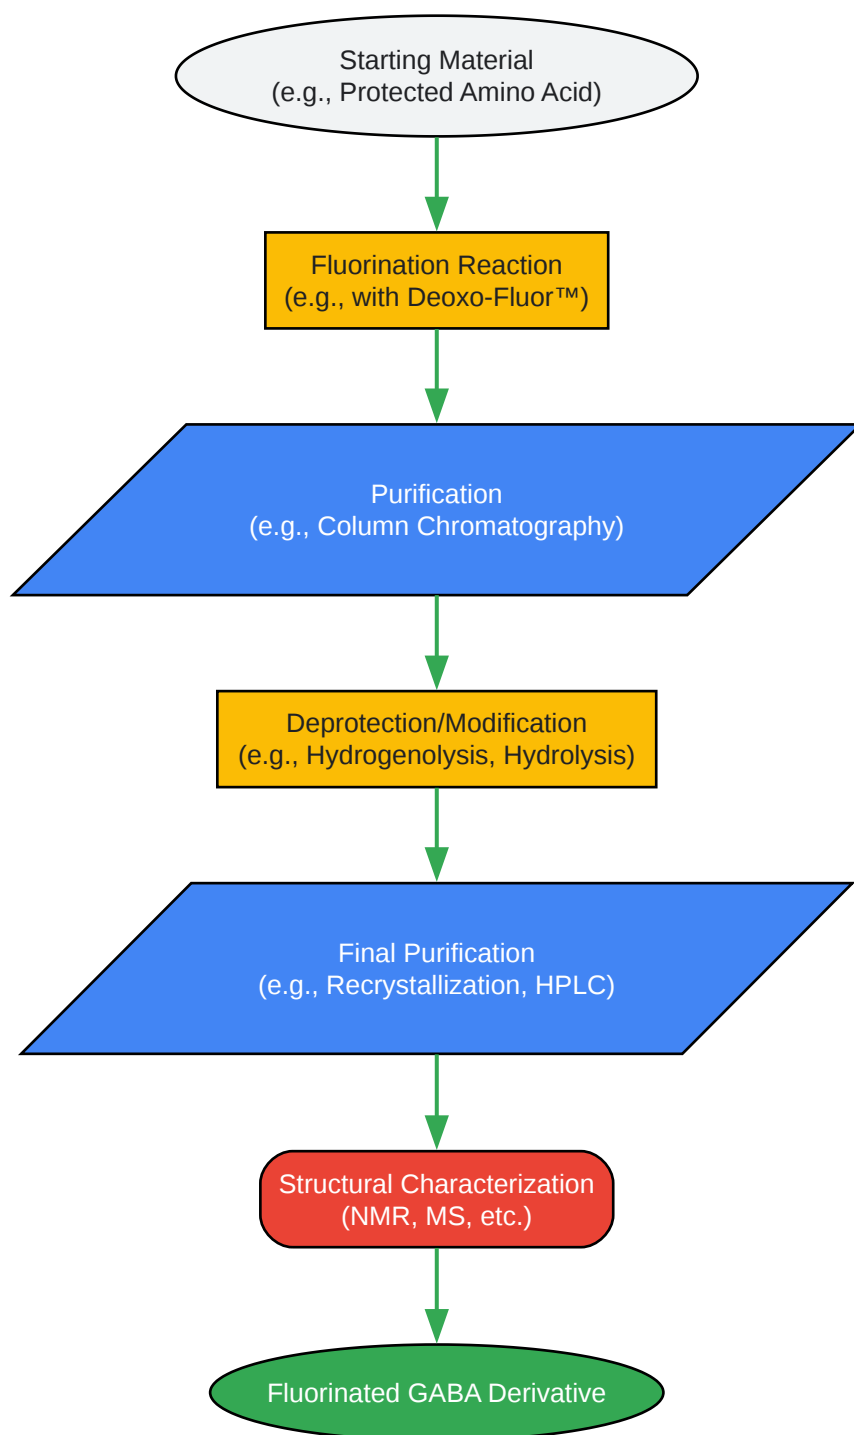 Starting Material
(e.g., Protected Amino Acid)
Fluorination Reaction
(e.g., with Deoxo-Fluor™)
Purification
(e.g., Column Chromatography)
Deprotection/Modification
(e.g., Hydrogenolysis, Hydrolysis)
Final Purification
(e.g., Recrystallization, HPLC)
Structural Characterization
(NMR, MS, etc.)
Fluorinated GABA Derivative